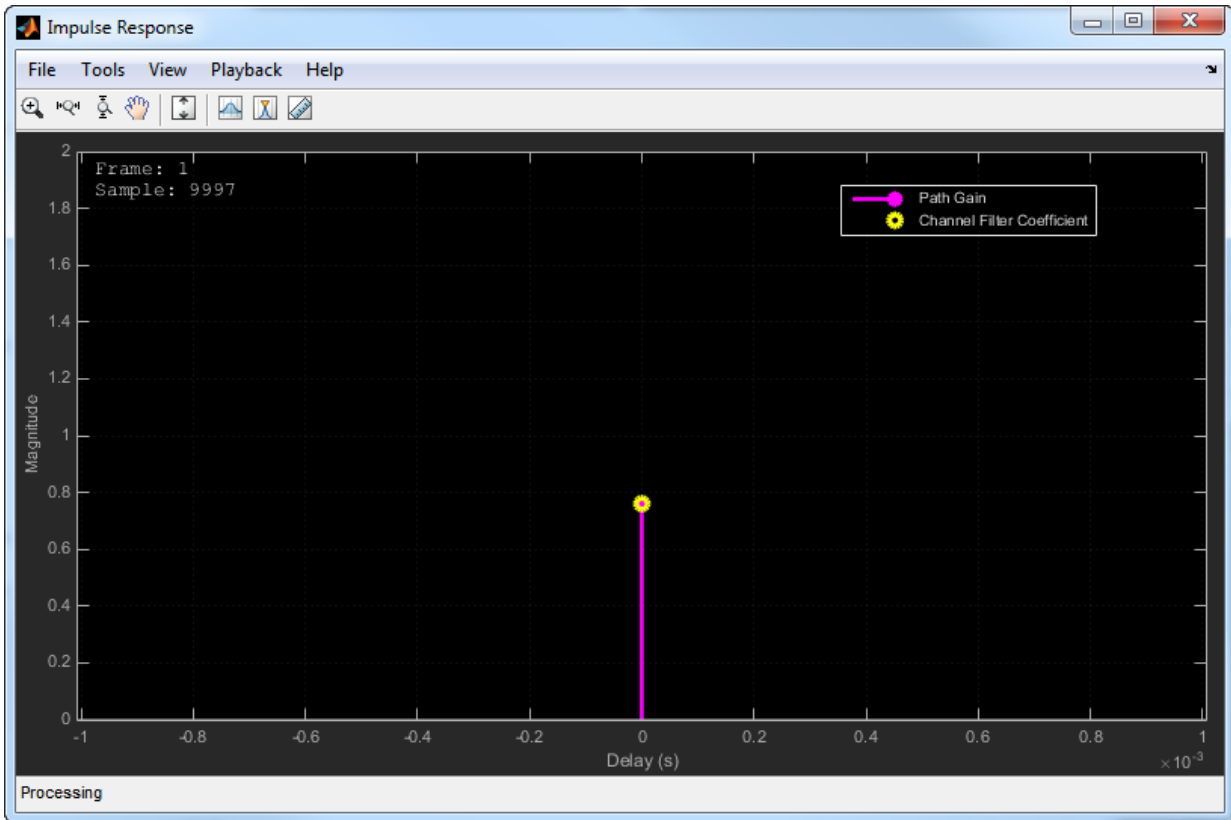 Impulse Response
File Tools View Playback Help
Frame: 1
Sample: 9997
Path Gain
Channel Filter Coefficient
2
1.8
1.6
1.4
1.2
1
0.8
0.6
0.4
0.2
0
Magnitude
-1 -0.8 -0.6 -0.4 -0.2 0 0.2 0.4 0.6 0.8 1
Delay (s)
×10⁻³
Processing